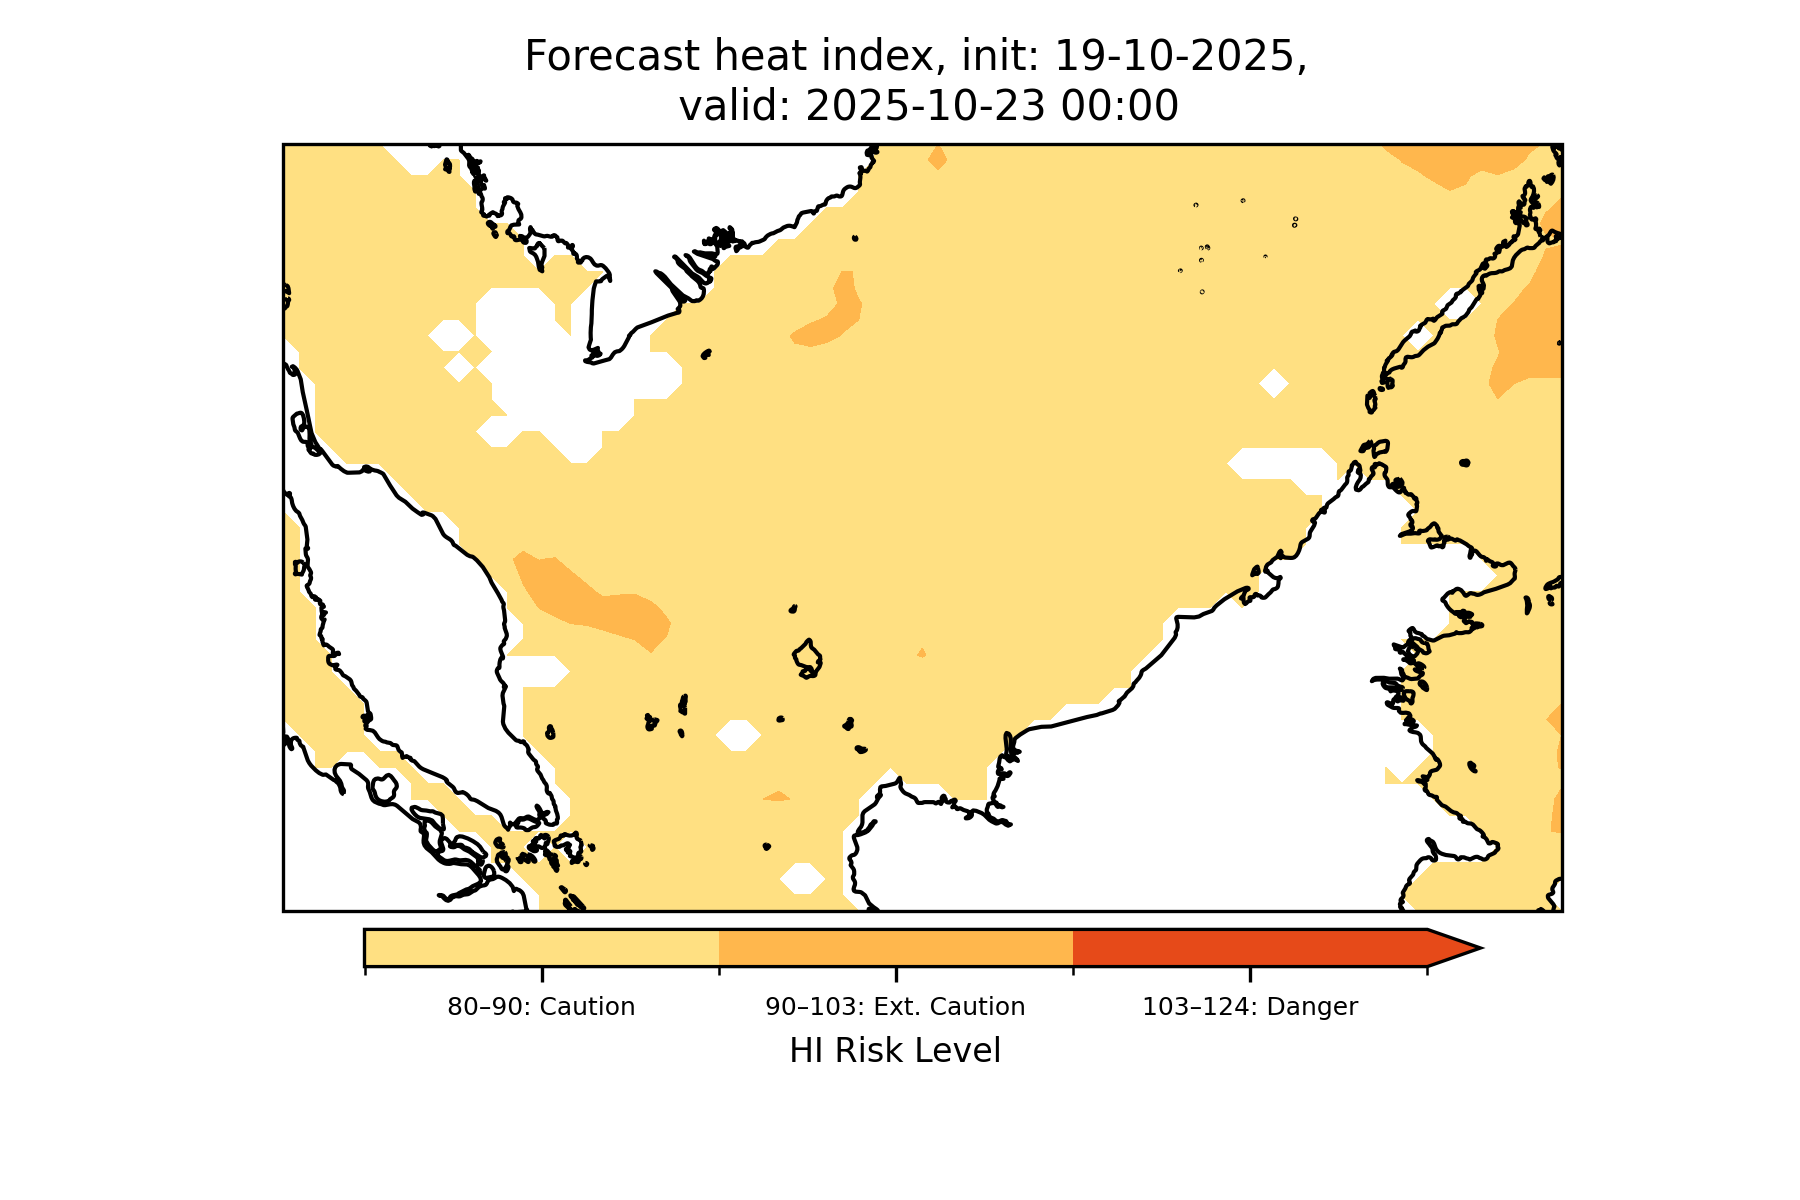 Forecast heat index, init: 19-10-2025,
valid: 2025-10-23 00:00
80–90: Caution
90–103: Ext. Caution
103–124: Danger
HI Risk Level